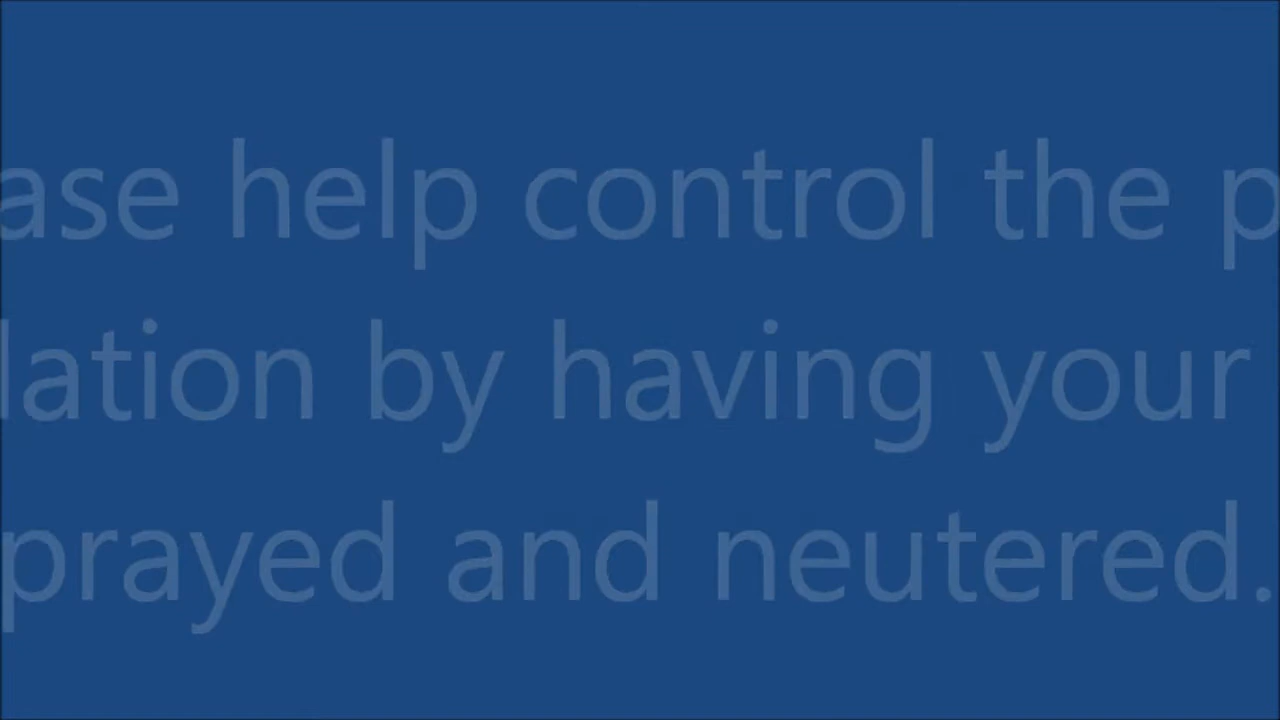 ase help control the p
lation by having your
prayed and neutered.